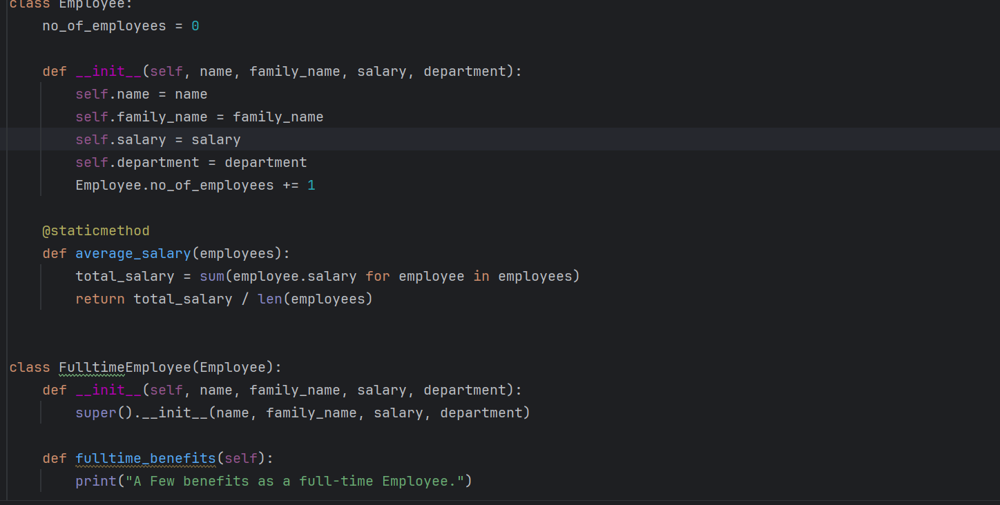 class Employee:
    no_of_employees = 0

    def __init__(self, name, family_name, salary, department):
        self.name = name
        self.family_name = family_name
        self.salary = salary
        self.department = department
        Employee.no_of_employees += 1

    @staticmethod
    def average_salary(employees):
        total_salary = sum(employee.salary for employee in employees)
        return total_salary / len(employees)


class FulltimeEmployee(Employee):
    def __init__(self, name, family_name, salary, department):
        super().__init__(name, family_name, salary, department)

    def fulltime_benefits(self):
        print("A Few benefits as a full-time Employee.")